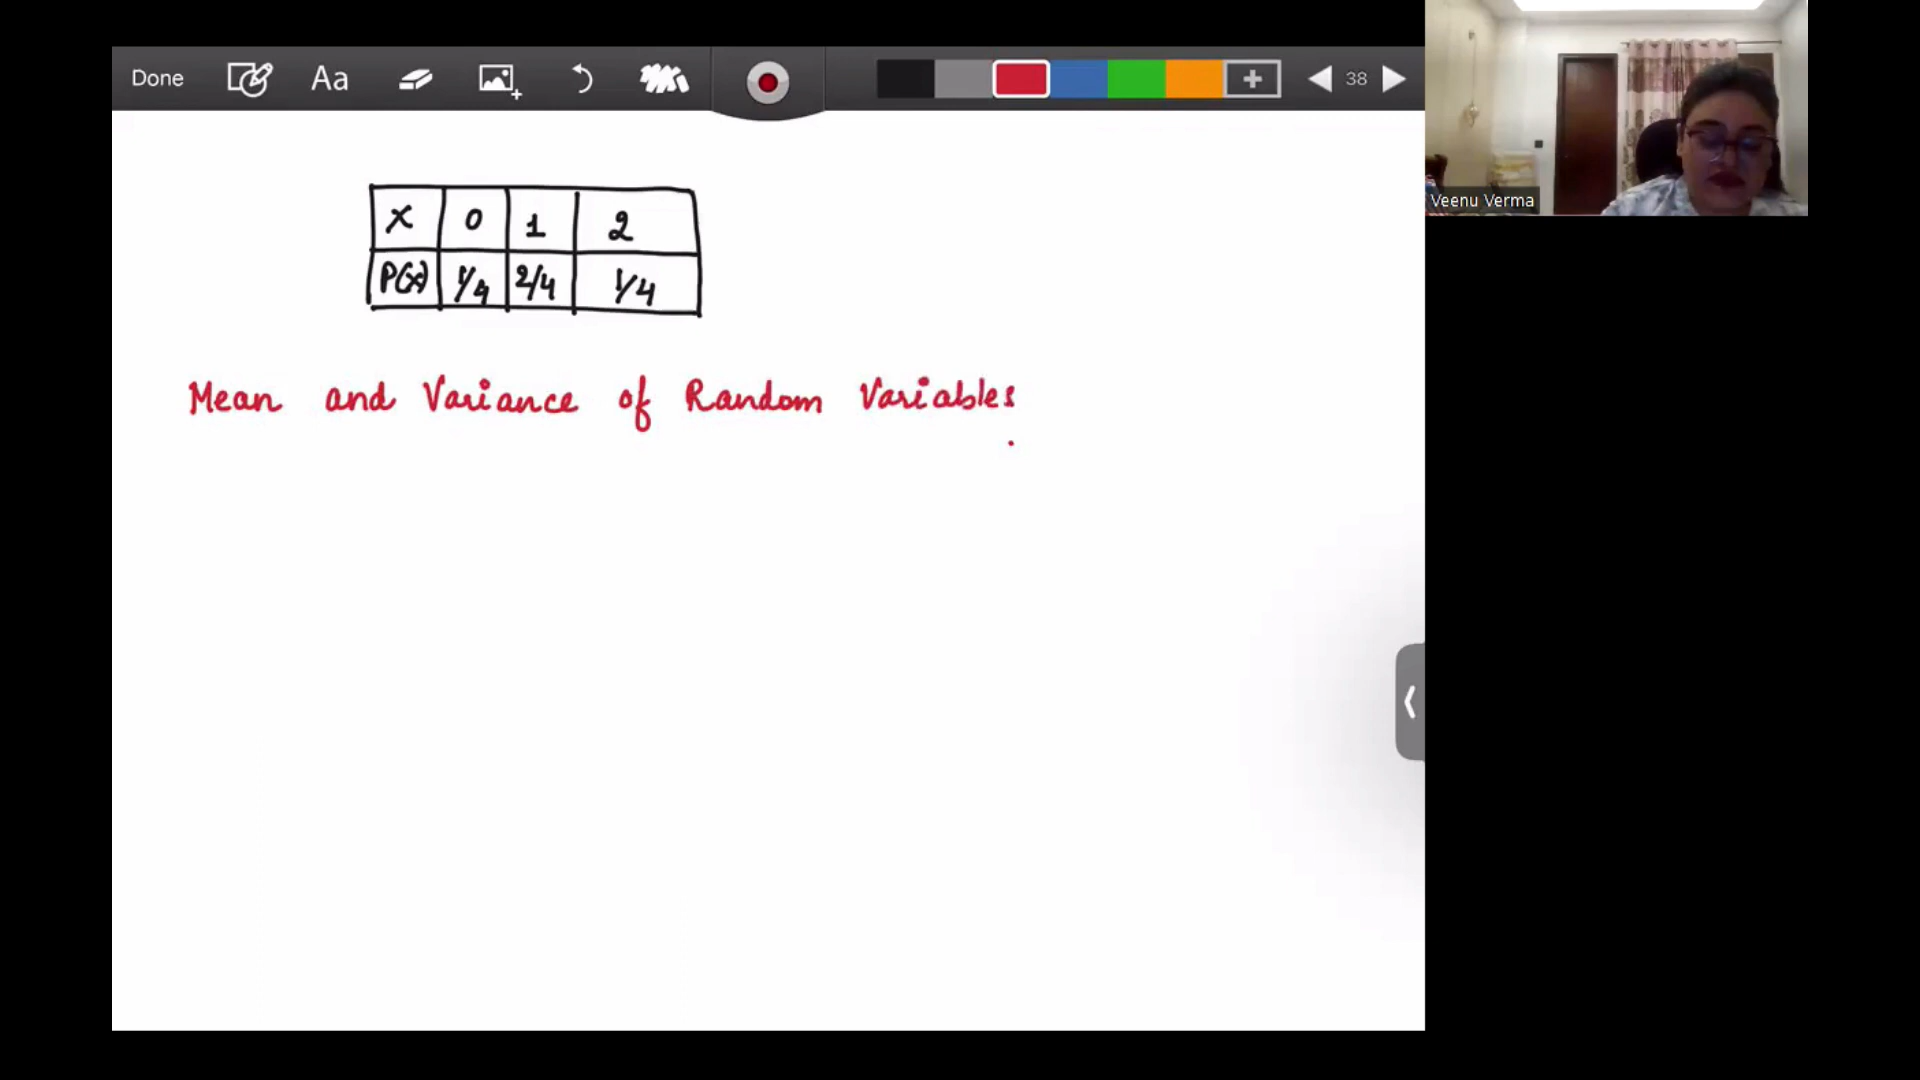 Done Aa 38
Veenu Verma
X 0 1 2
P(x) 1/4 2/4 1/4
Mean and Variance of Random Variables